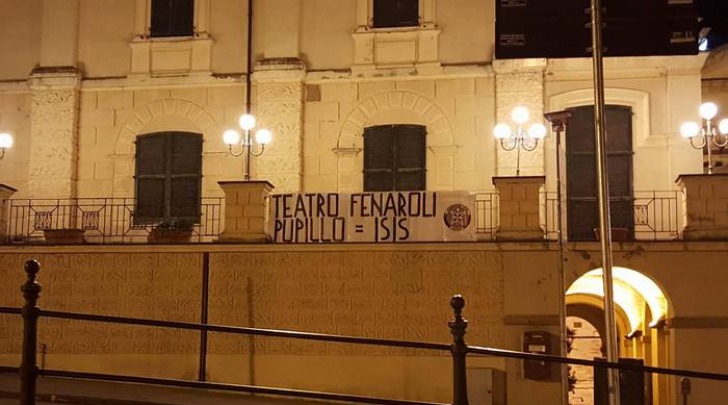 TEATRO FENAROLI
PUPILLO = ISIS